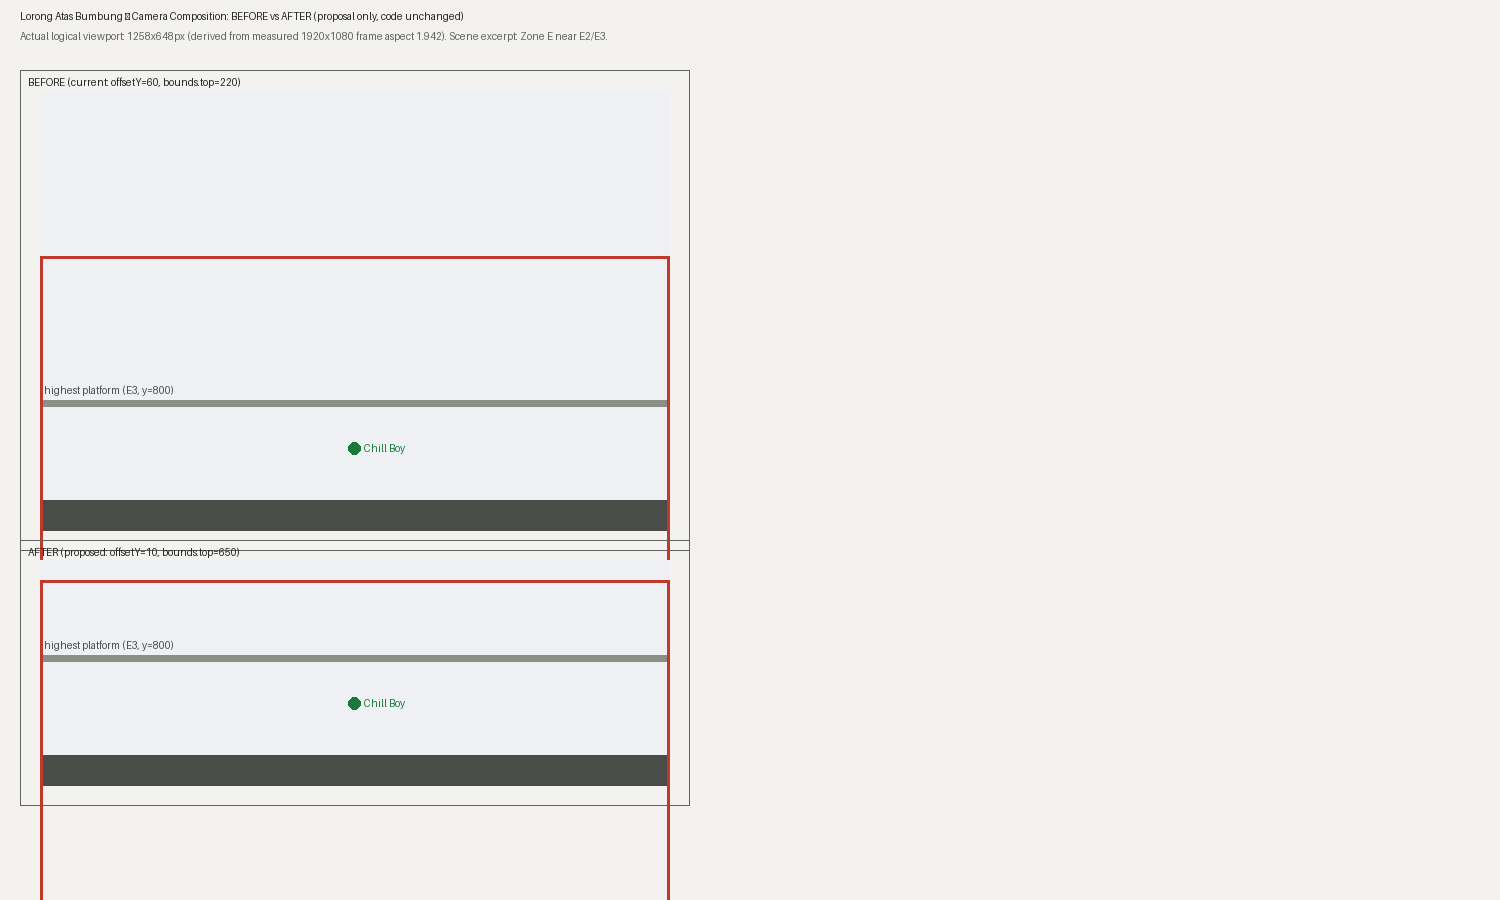 Lorong Atas Bumbung ▯ Camera Composition: BEFORE vs AFTER (proposal only, code unchanged)
Actual logical viewport: 1258x648px (derived from measured 1920x1080 frame aspect 1.942). Scene excerpt: Zone E near E2/E3.
BEFORE (current: offsetY=60, bounds.top=220)
highest platform (E3, y=800)
Chill Boy
AFTER (proposed: offsetY=10, bounds.top=650)
highest platform (E3, y=800)
Chill Boy